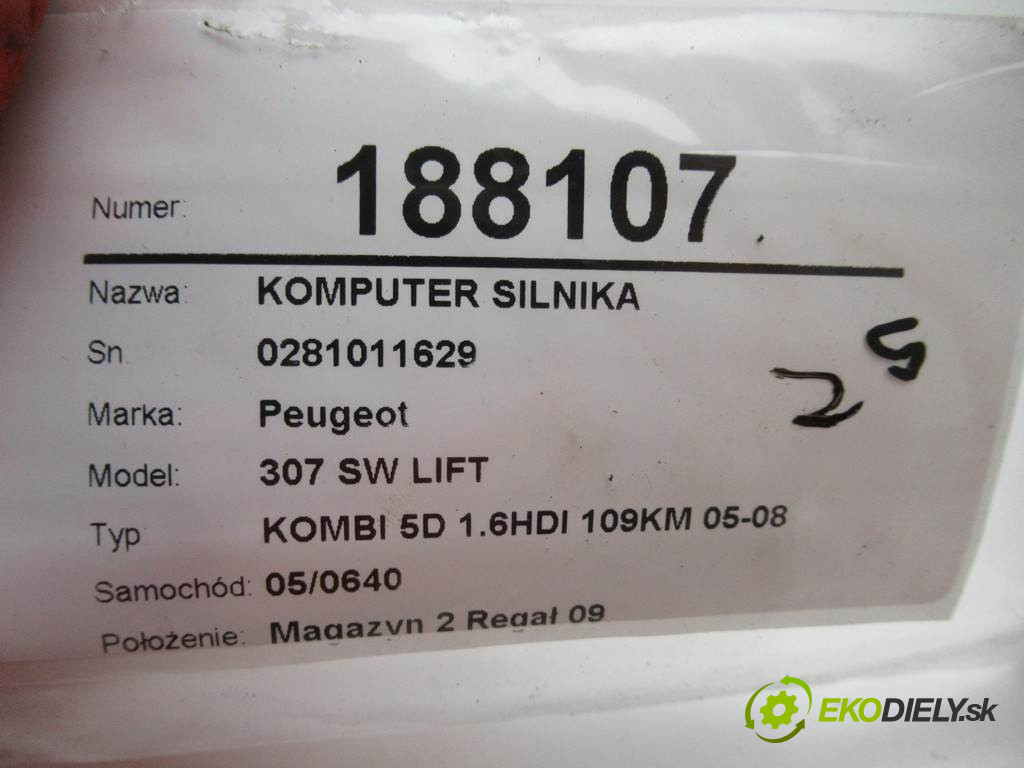 Numer: 188107
Nazwa: KOMPUTER SILNIKA
Sn: 0281011629
Marka: Peugeot
Model: 307 SW LIFT
Typ KOMBI 5D 1.6HDI 109KM 05-08
Samochód: 05/0640
Położenie: Magazyn 2 Regał 09
2
EKODIELY.sk